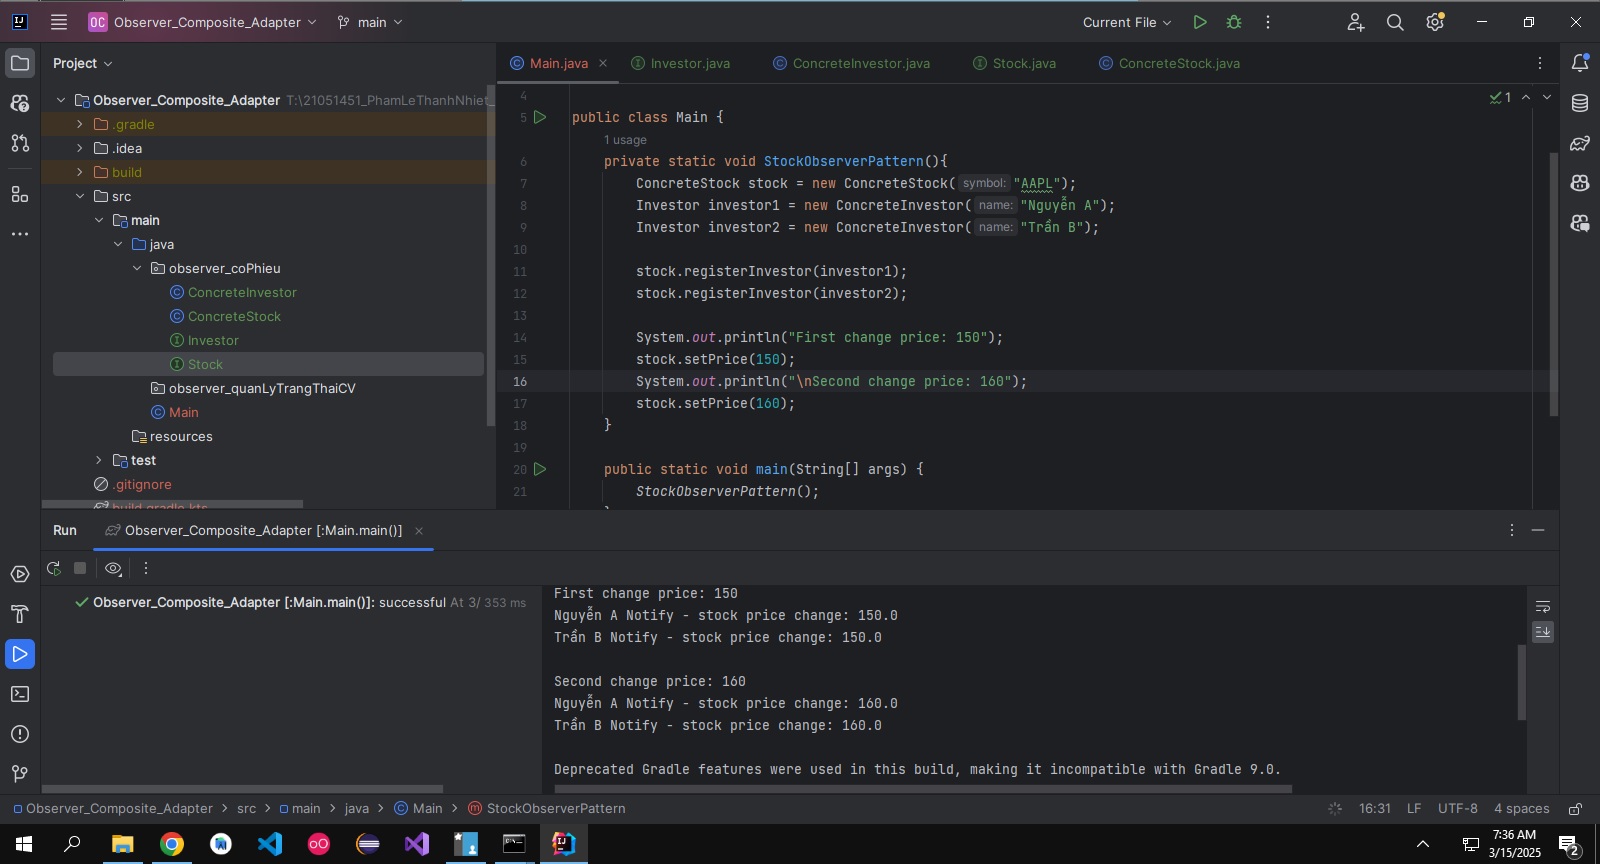 OC Observer_Composite_Adapter main Current File
Project
Main.java Investor.java ConcreteInvestor.java Stock.java ConcreteStock.java
Observer_Composite_Adapter T:\21051451_PhamLeThanhNhiet_
.gradle
.idea
build
src
main
java
observer_coPhieu
ConcreteInvestor
ConcreteStock
Investor
Stock
observer_quanLyTrangThaiCV
Main
resources
test
.gitignore
build.gradle.kts
1
4
5 public class Main {
1 usage
6 private static void StockObserverPattern(){
7 ConcreteStock stock = new ConcreteStock( symbol: "AAPL");
8 Investor investor1 = new ConcreteInvestor( name: "Nguyễn A");
9 Investor investor2 = new ConcreteInvestor( name: "Trần B");
10
11 stock.registerInvestor(investor1);
12 stock.registerInvestor(investor2);
13
14 System.out.println("First change price: 150");
15 stock.setPrice(150);
16 System.out.println("\nSecond change price: 160");
17 stock.setPrice(160);
18 }
19
20 public static void main(String[] args) {
21 StockObserverPattern();
Run Observer_Composite_Adapter [:Main.main()]
Observer_Composite_Adapter [:Main.main()]: successful At 3/ 353 ms
First change price: 150
Nguyễn A Notify - stock price change: 150.0
Trần B Notify - stock price change: 150.0
Second change price: 160
Nguyễn A Notify - stock price change: 160.0
Trần B Notify - stock price change: 160.0
Deprecated Gradle features were used in this build, making it incompatible with Gradle 9.0.
Observer_Composite_Adapter > src > main > java > Main > StockObserverPattern 16:31 LF UTF-8 4 spaces
7:36 AM
3/15/2025
2